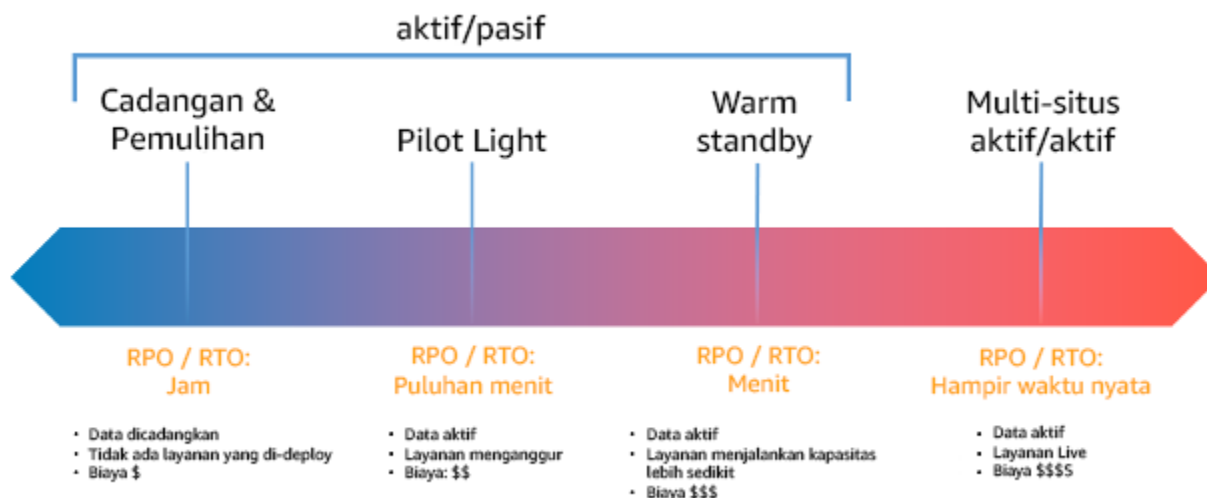 aktif/pasif
Cadangan &
Pemulihan
Pilot Light
Warm
standby
Multi-situs
aktif/aktif
RPO / RTO:
Jam
RPO / RTO:
Puluhan menit
RPO / RTO:
Menit
RPO / RTO:
Hampir waktu nyata
• Data dicadangkan
• Tidak ada layanan yang di-deploy
• Biaya $
• Data aktif
• Layanan menganggur
• Biaya: $$
• Data aktif
• Layanan menjalankan kapasitas
lebih sedikit
• Biaya $$$
• Data aktif
• Layanan Live
• Biaya $$$S